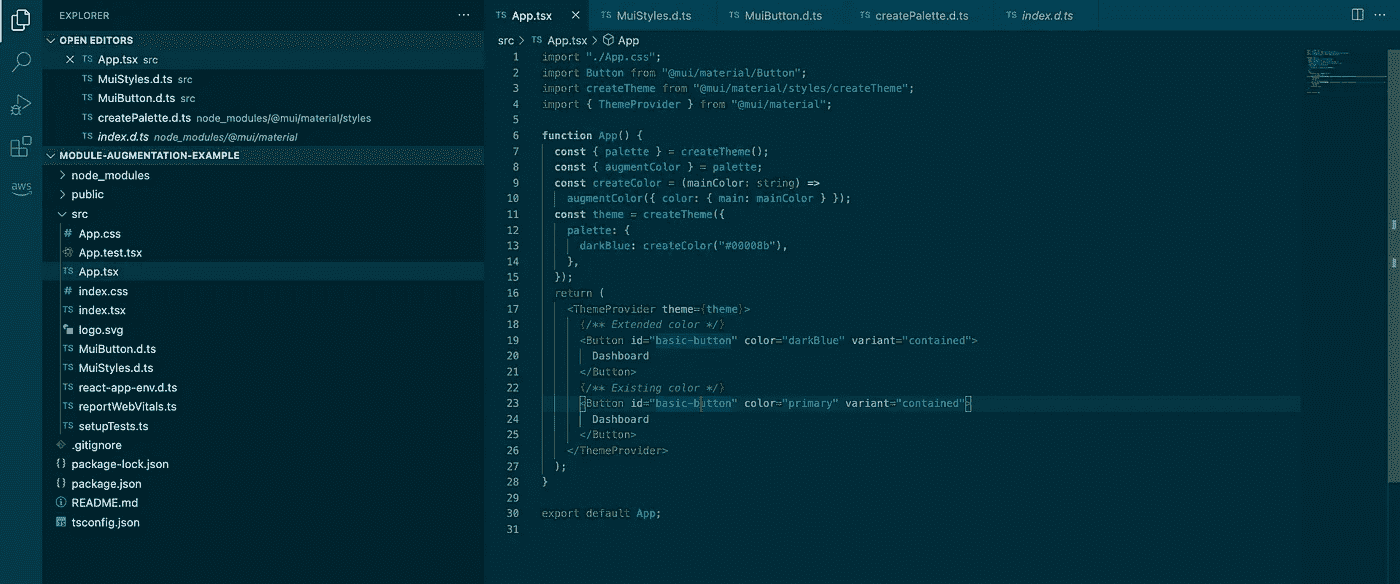 EXPLORER
OPEN EDITORS
TS App.tsx src
TS MuiStyles.d.ts src
TS MuiButton.d.ts src
TS createPalette.d.ts node_modules/@mui/material/styles
TS index.d.ts node_modules/@mui/material
MODULE-AUGMENTATION-EXAMPLE
node_modules
public
src
# App.css
App.test.tsx
TS App.tsx
# index.css
TS index.tsx
logo.svg
TS MuiButton.d.ts
TS MuiStyles.d.ts
TS react-app-env.d.ts
TS reportWebVitals.ts
TS setupTests.ts
.gitignore
{} package-lock.json
{} package.json
README.md
tsconfig.json
aws
TS App.tsx TS MuiStyles.d.ts TS MuiButton.d.ts TS createPalette.d.ts TS index.d.ts
src > TS App.tsx > App
1 import "./App.css";
2 import Button from "@mui/material/Button";
3 import createTheme from "@mui/material/styles/createTheme";
4 import { ThemeProvider } from "@mui/material";
5
6 function App() {
7 const { palette } = createTheme();
8 const { augmentColor } = palette;
9 const createColor = (mainColor: string) =>
10 augmentColor({ color: { main: mainColor } });
11 const theme = createTheme({
12 palette: {
13 darkBlue: createColor("#00008b"),
14 },
15 });
16 return (
17 <ThemeProvider theme={theme}>
18 {/** Extended color */}
19 <Button id="basic-button" color="darkBlue" variant="contained">
20 Dashboard
21 </Button>
22 {/** Existing color */}
23 <Button id="basic-button" color="primary" variant="contained">
24 Dashboard
25 </Button>
26 </ThemeProvider>
27 );
28 }
29
30 export default App;
31